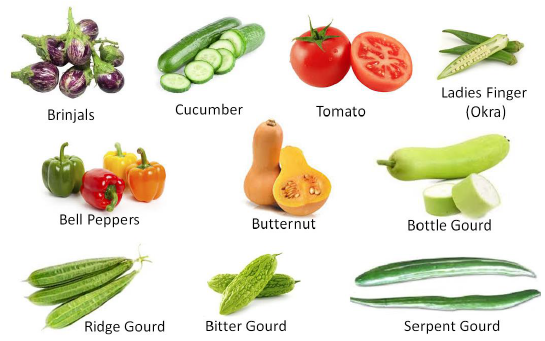 Brinjals
Cucumber
Tomato
Ladies Finger
(Okra)
Bell Peppers
Butternut
Bottle Gourd
Ridge Gourd
Bitter Gourd
Serpent Gourd